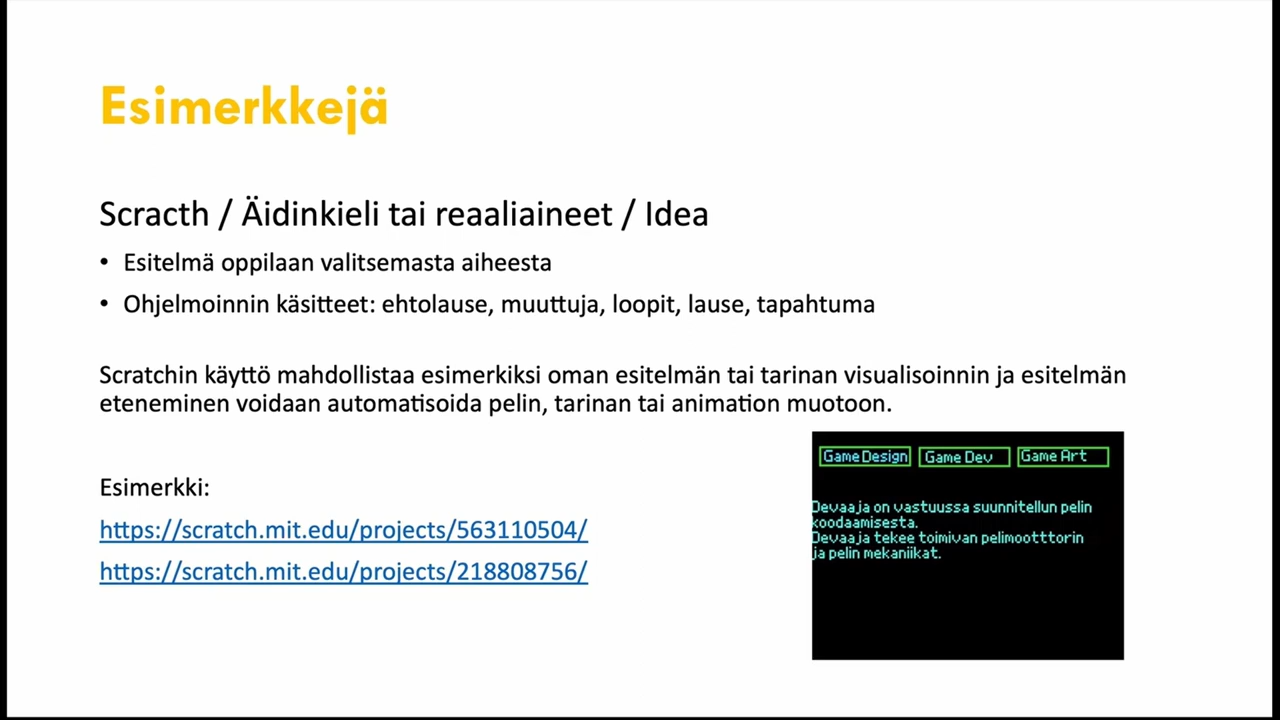 Esimerkkejä
Scracth / Äidinkieli tai reaaliaineet / Idea
• Esitelmä oppilaan valitsemasta aiheesta
• Ohjelmoinnin käsitteet: ehtolause, muuttuja, loopit, lause, tapahtuma
Scratchin käyttö mahdollistaa esimerkiksi oman esitelmän tai tarinan visualisoinnin ja esitelmän
eteneminen voidaan automatisoida pelin, tarinan tai animation muotoon.
Esimerkki:
https://scratch.mit.edu/projects/563110504/
https://scratch.mit.edu/projects/218808756/
Game Design Game Dev Game Art
Devaaja on vastuussa suunnitellun pelin
koodaamisesta.
Devaaja tekee toimivan pelimootttorin
ja pelin mekaniikat.